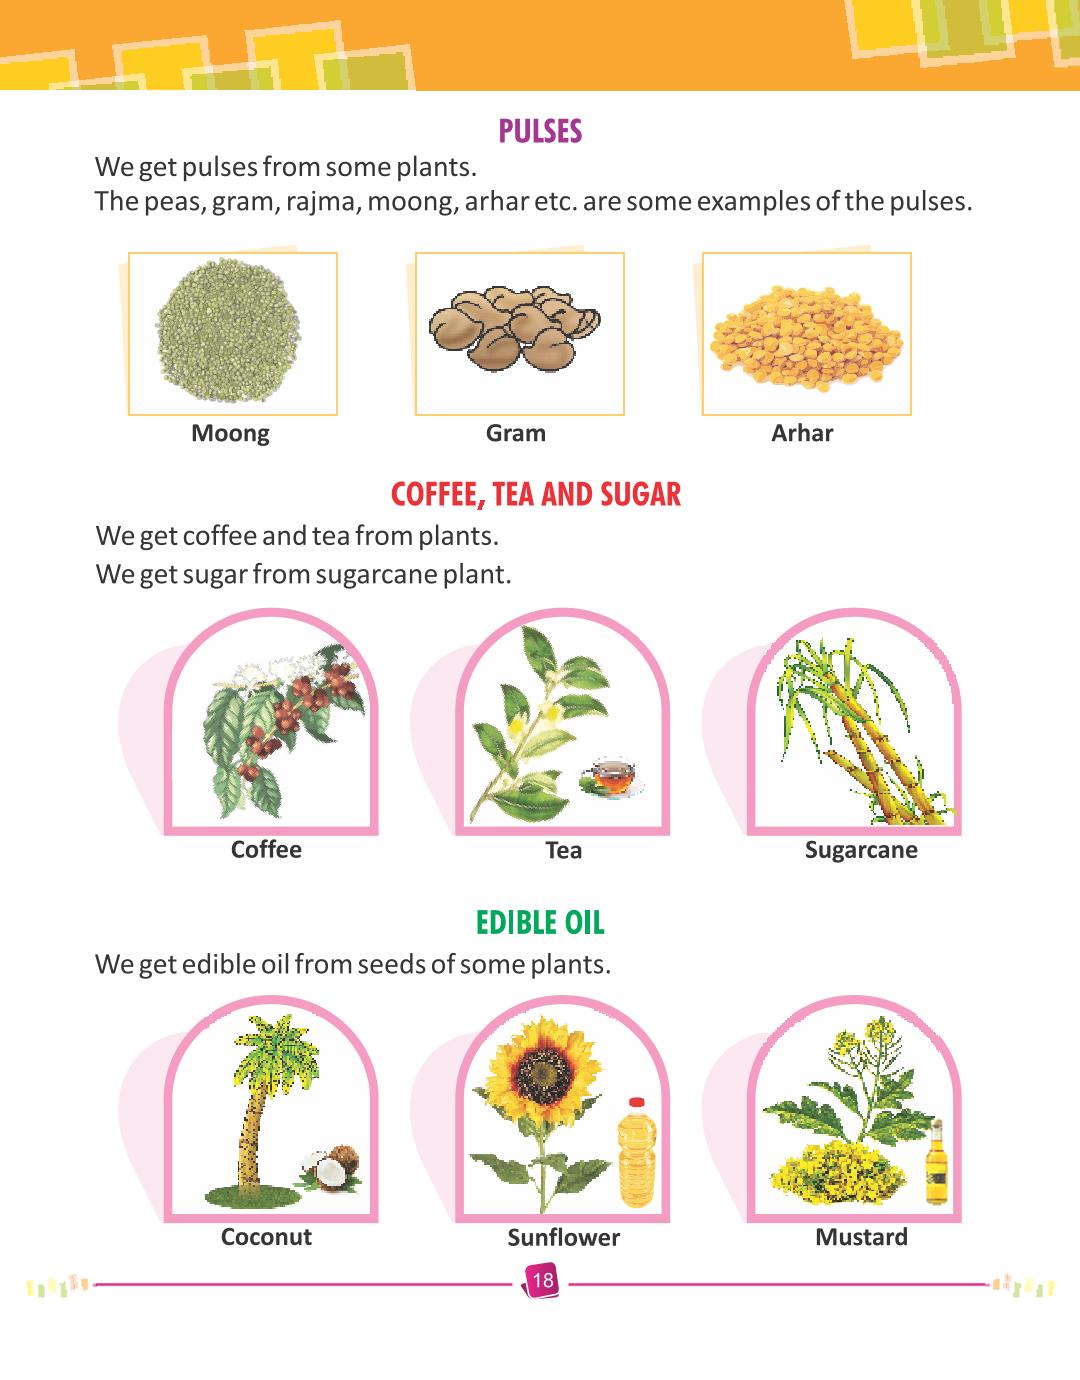 PULSES
We get pulses from some plants.
The peas, gram, rajma, moong, arhar etc. are some examples of the pulses.
Moong
Gram
Arhar
COFFEE, TEA AND SUGAR
We get coffee and tea from plants.
We get sugar from sugarcane plant.
Coffee
Tea
Sugarcane
EDIBLE OIL
We get edible oil from seeds of some plants.
Coconut
Sunflower
Mustard
18